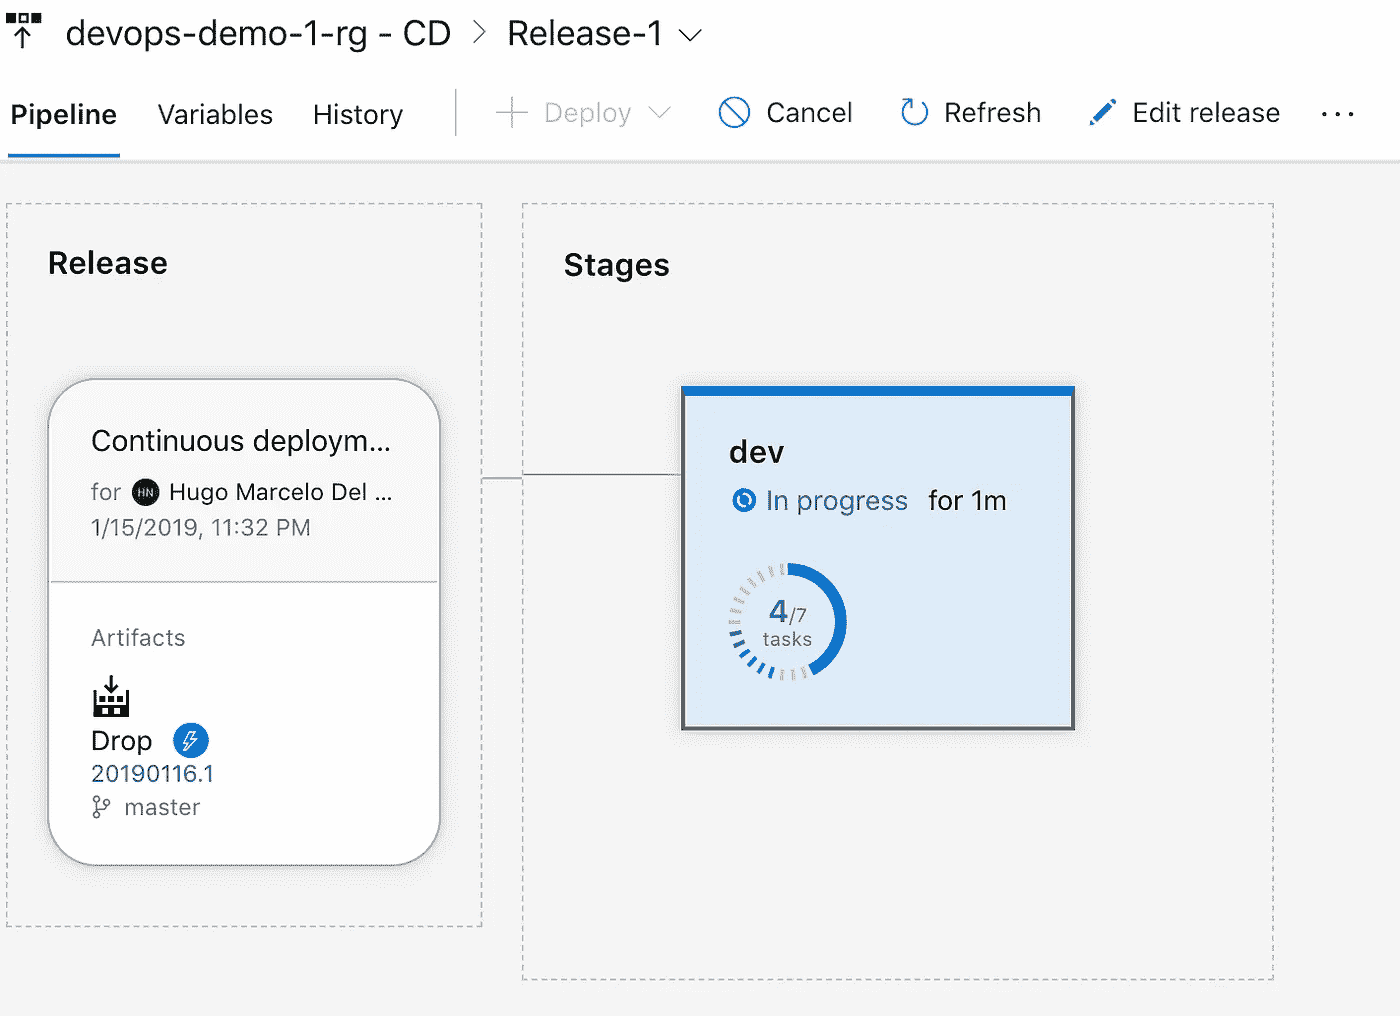 devops-demo-1-rg - CD > Release-1
Pipeline Variables History Deploy Cancel Refresh Edit release ...
Release
Stages
Continuous deploym...
for HN Hugo Marcelo Del ...
1/15/2019, 11:32 PM
Artifacts
Drop
20190116.1
master
dev
In progress for 1m
4/7
tasks